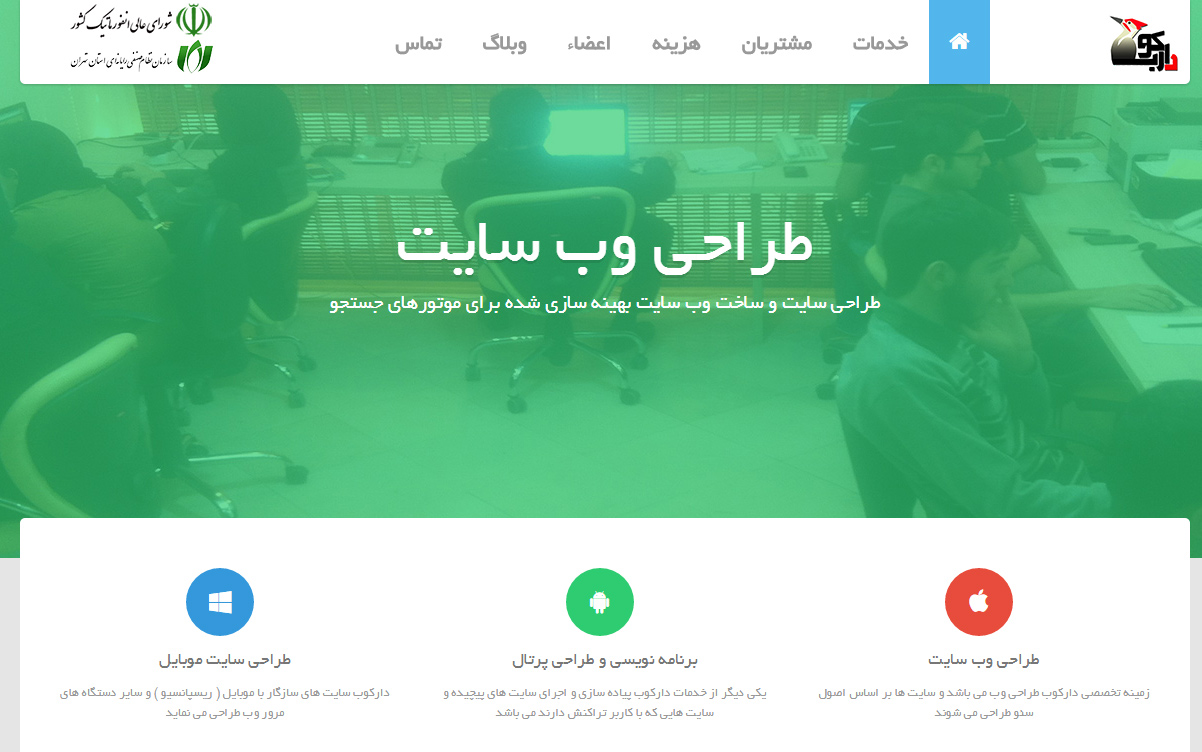 دارکوب
خدمات
مشتریان
هزینه
اعضاء
وبلاگ
تماس
شورای عالی انفورماتیک کشور
سازمان نظام صنفی رایانه‌ای استان تهران
طراحی وب سایت
طراحی سایت و ساخت وب سایت بهینه سازی شده برای موتورهای جستجو
طراحی وب سایت
زمینه تخصصی دارکوب طراحی وب می باشد و سایت ها بر اساس اصول
سئو طراحی می شوند
برنامه نویسی و طراحی پرتال
یکی دیگر از خدمات دارکوب پیاده سازی و اجرای سایت های پیچیده و
سایت هایی که با کاربر تراکنش دارند می باشد
طراحی سایت موبایل
دارکوب سایت های سازگار با موبایل ( ریسپانسیو ) و سایر دستگاه های
مرور وب طراحی می نماید